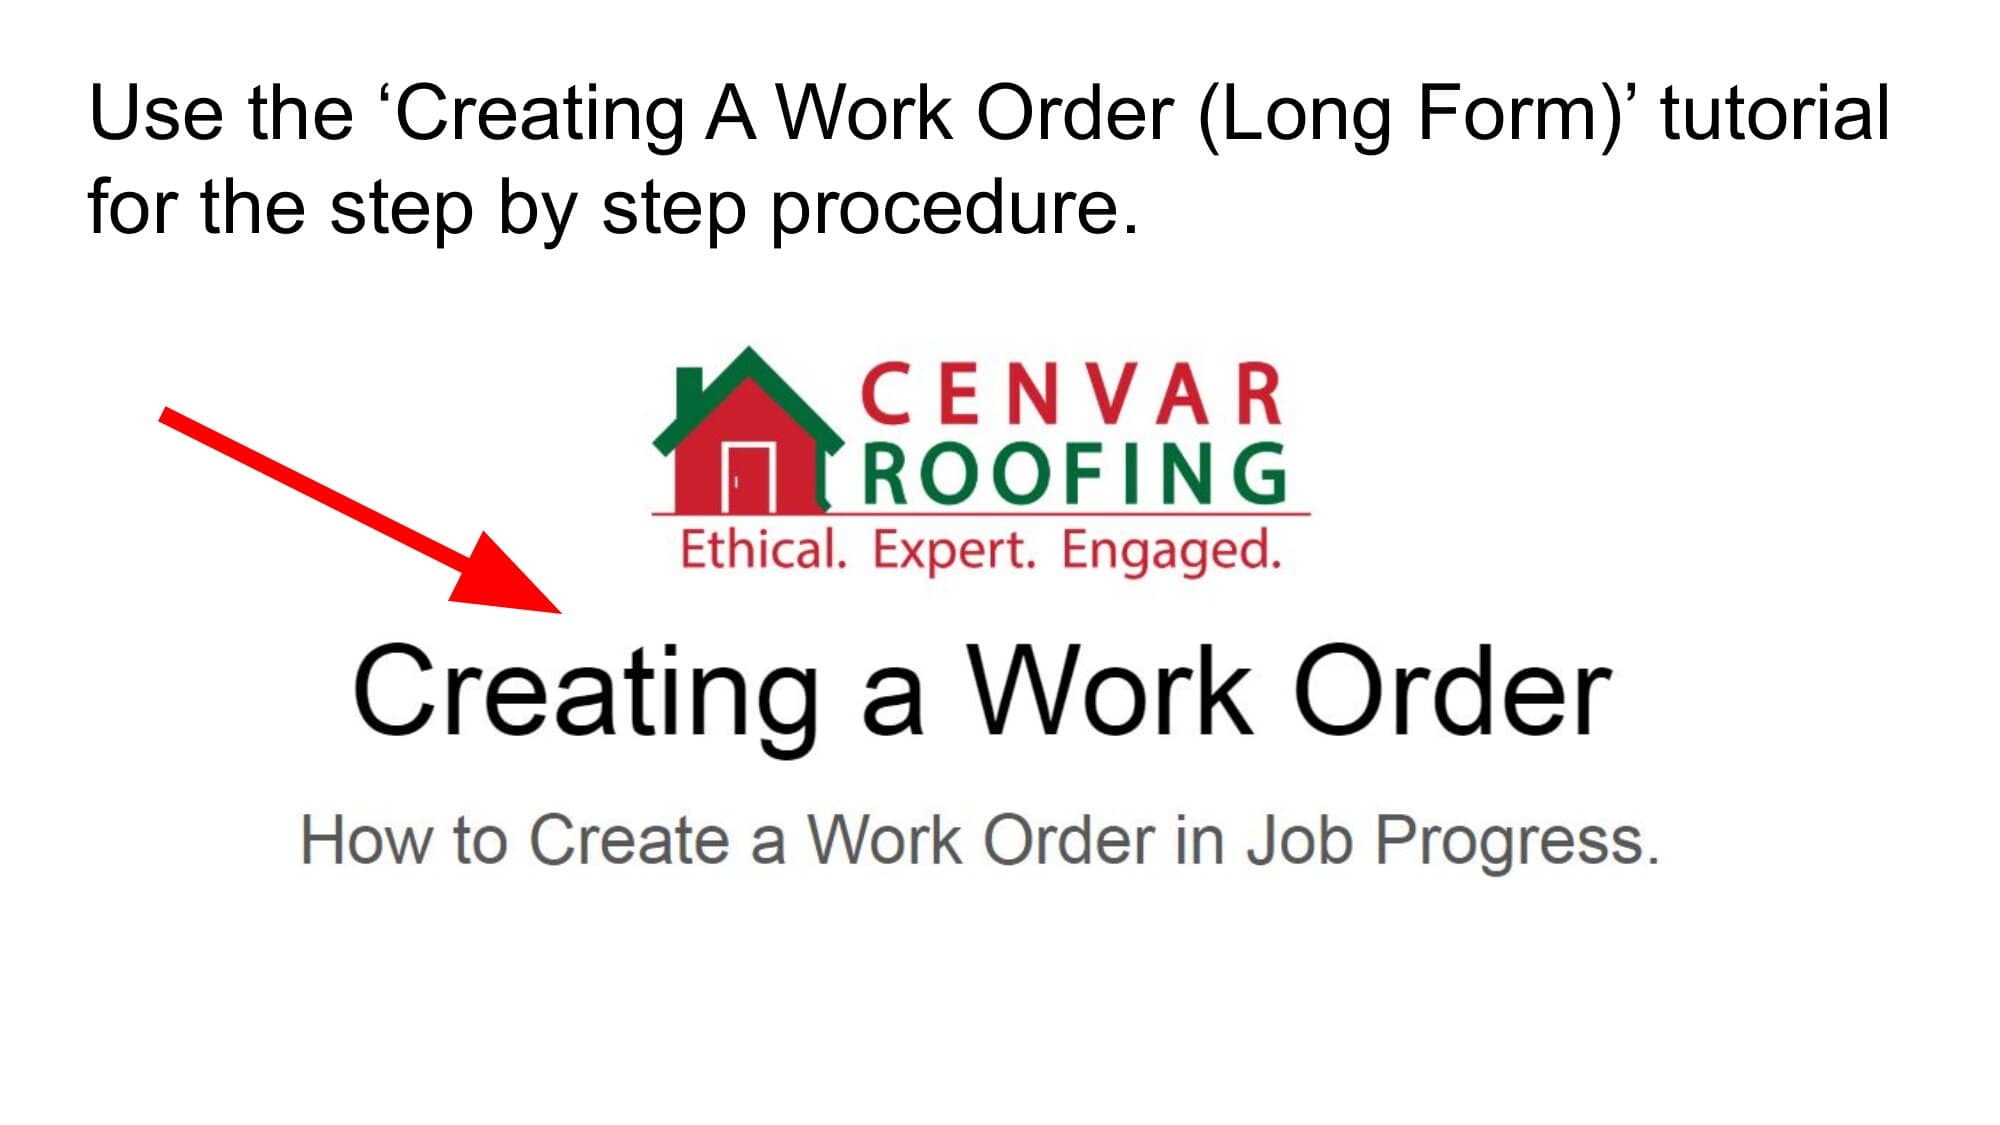 Use the ‘Creating A Work Order (Long Form)’ tutorial
for the step by step procedure.
CENVAR
ROOFING
Ethical. Expert. Engaged.
Creating a Work Order
How to Create a Work Order in Job Progress.